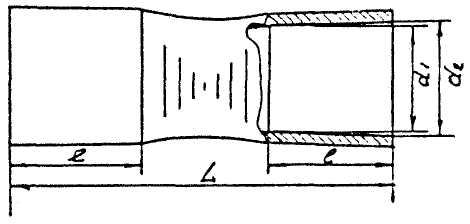 d₁
d₂
ℓ
ℓ
L